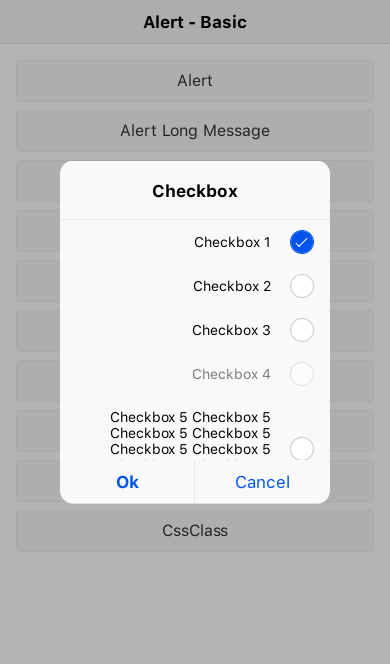 Alert - Basic
Alert
Alert Long Message
Checkbox
Checkbox 1
Checkbox 2
Checkbox 3
Checkbox 4
Checkbox 5 Checkbox 5
Checkbox 5 Checkbox 5
Checkbox 5 Checkbox 5
Ok
Cancel
CssClass